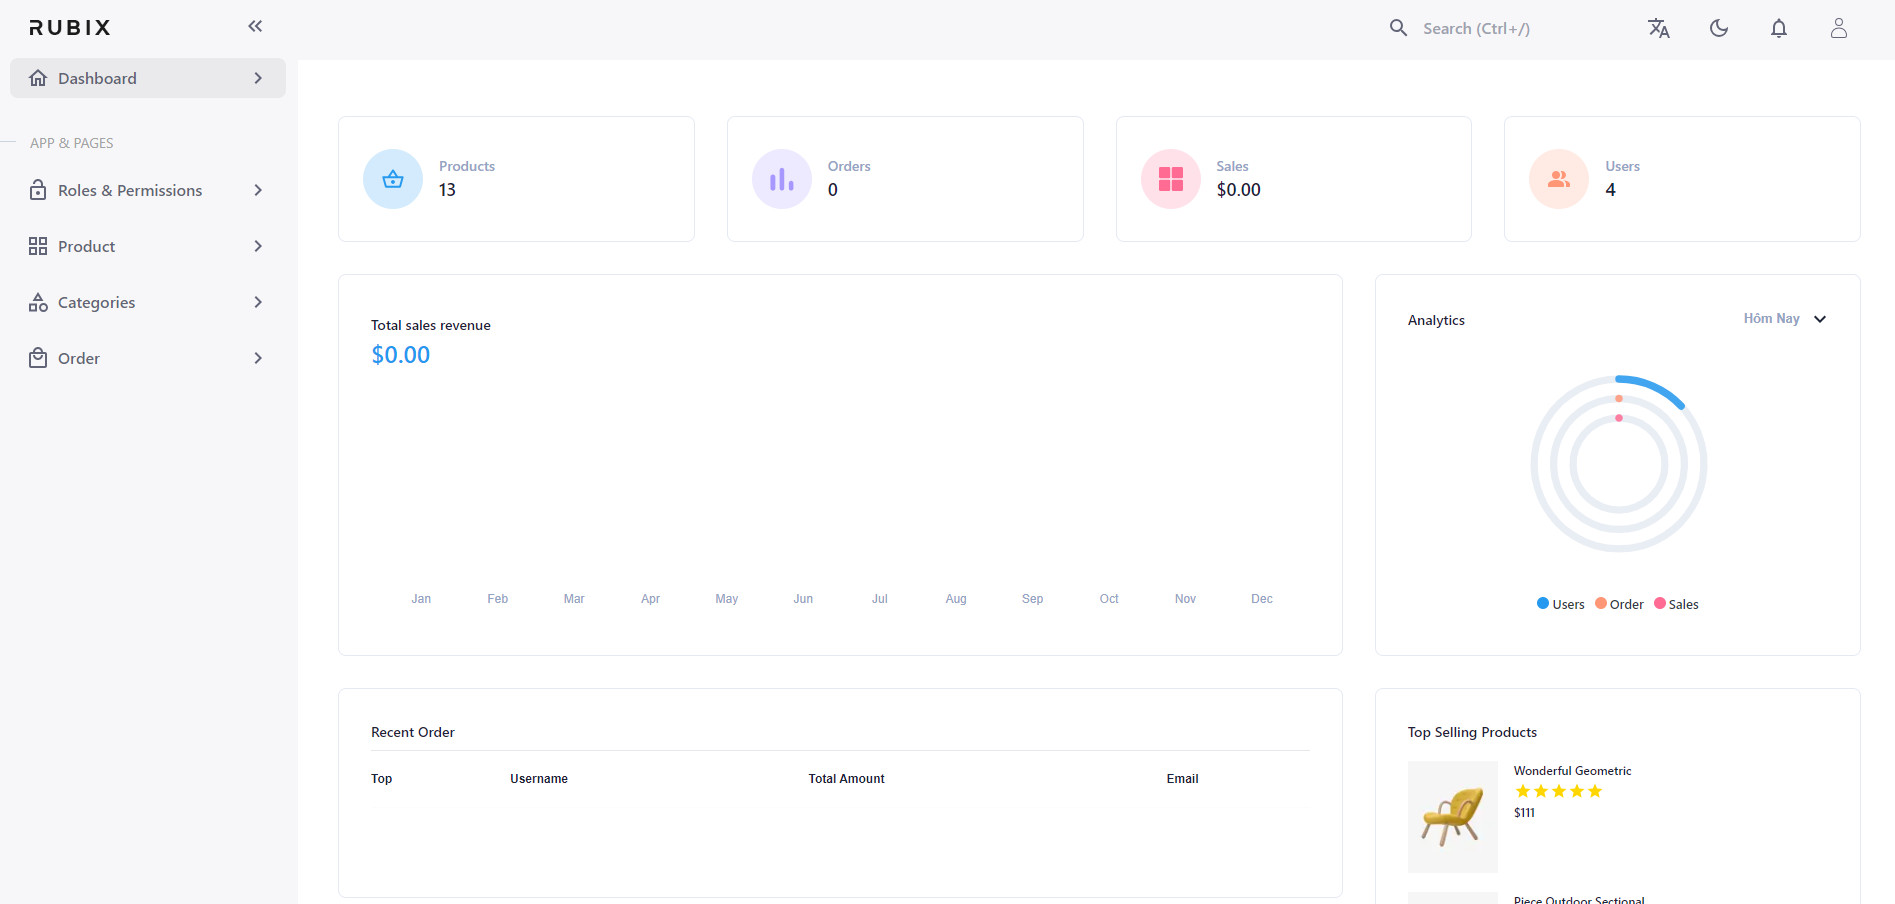 RUBIX
Search (Ctrl+/)
Dashboard
APP & PAGES
Roles & Permissions
Product
Categories
Order
Products
13
Orders
0
Sales
$0.00
Users
4
Total sales revenue
$0.00
Jan Feb Mar Apr May Jun Jul Aug Sep Oct Nov Dec
Analytics
Hôm Nay
Users Order Sales
Recent Order
Top Username Total Amount Email
Top Selling Products
Wonderful Geometric
$111
Piece Outdoor Sectional